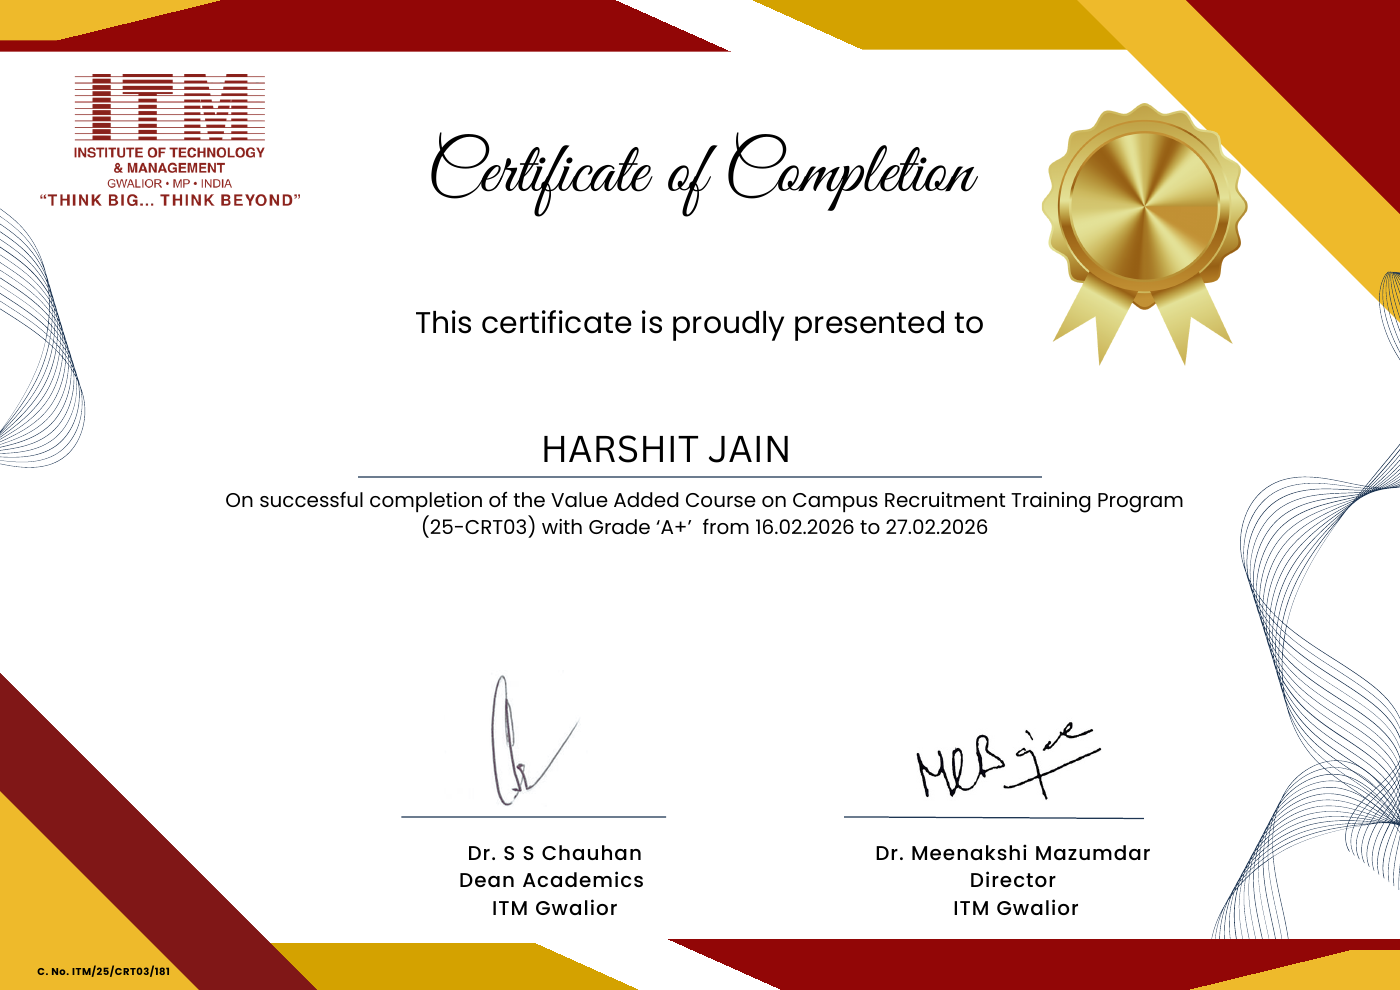 ITM
INSTITUTE OF TECHNOLOGY
& MANAGEMENT
GWALIOR • MP • INDIA
“THINK BIG... THINK BEYOND”
Certificate of Completion
This certificate is proudly presented to
HARSHIT JAIN
On successful completion of the Value Added Course on Campus Recruitment Training Program
(25-CRT03) with Grade ‘A+’ from 16.02.2026 to 27.02.2026
Dr. S S Chauhan
Dean Academics
ITM Gwalior
Dr. Meenakshi Mazumdar
Director
ITM Gwalior
C. No. ITM/25/CRT03/181